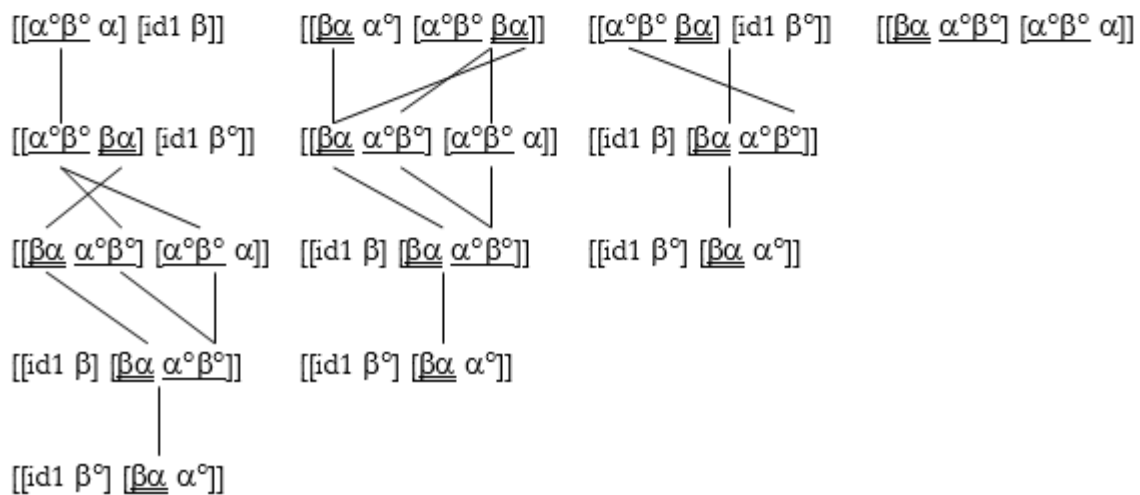 [[α°β° α] [id1 β]] [[βα α°] [α°β° βα]] [[α°β° βα] [id1 β°]] [[βα α°β°] [α°β° α]]
[[α°β° βα] [id1 β°]] [[βα α°β°] [α°β° α]] [[id1 β] [βα α°β°]]
[[βα α°β°] [α°β° α]] [[id1 β] [βα α°β°]] [[id1 β°] [βα α°]]
[[id1 β] [βα α°β°]] [[id1 β°] [βα α°]]
[[id1 β°] [βα α°]]